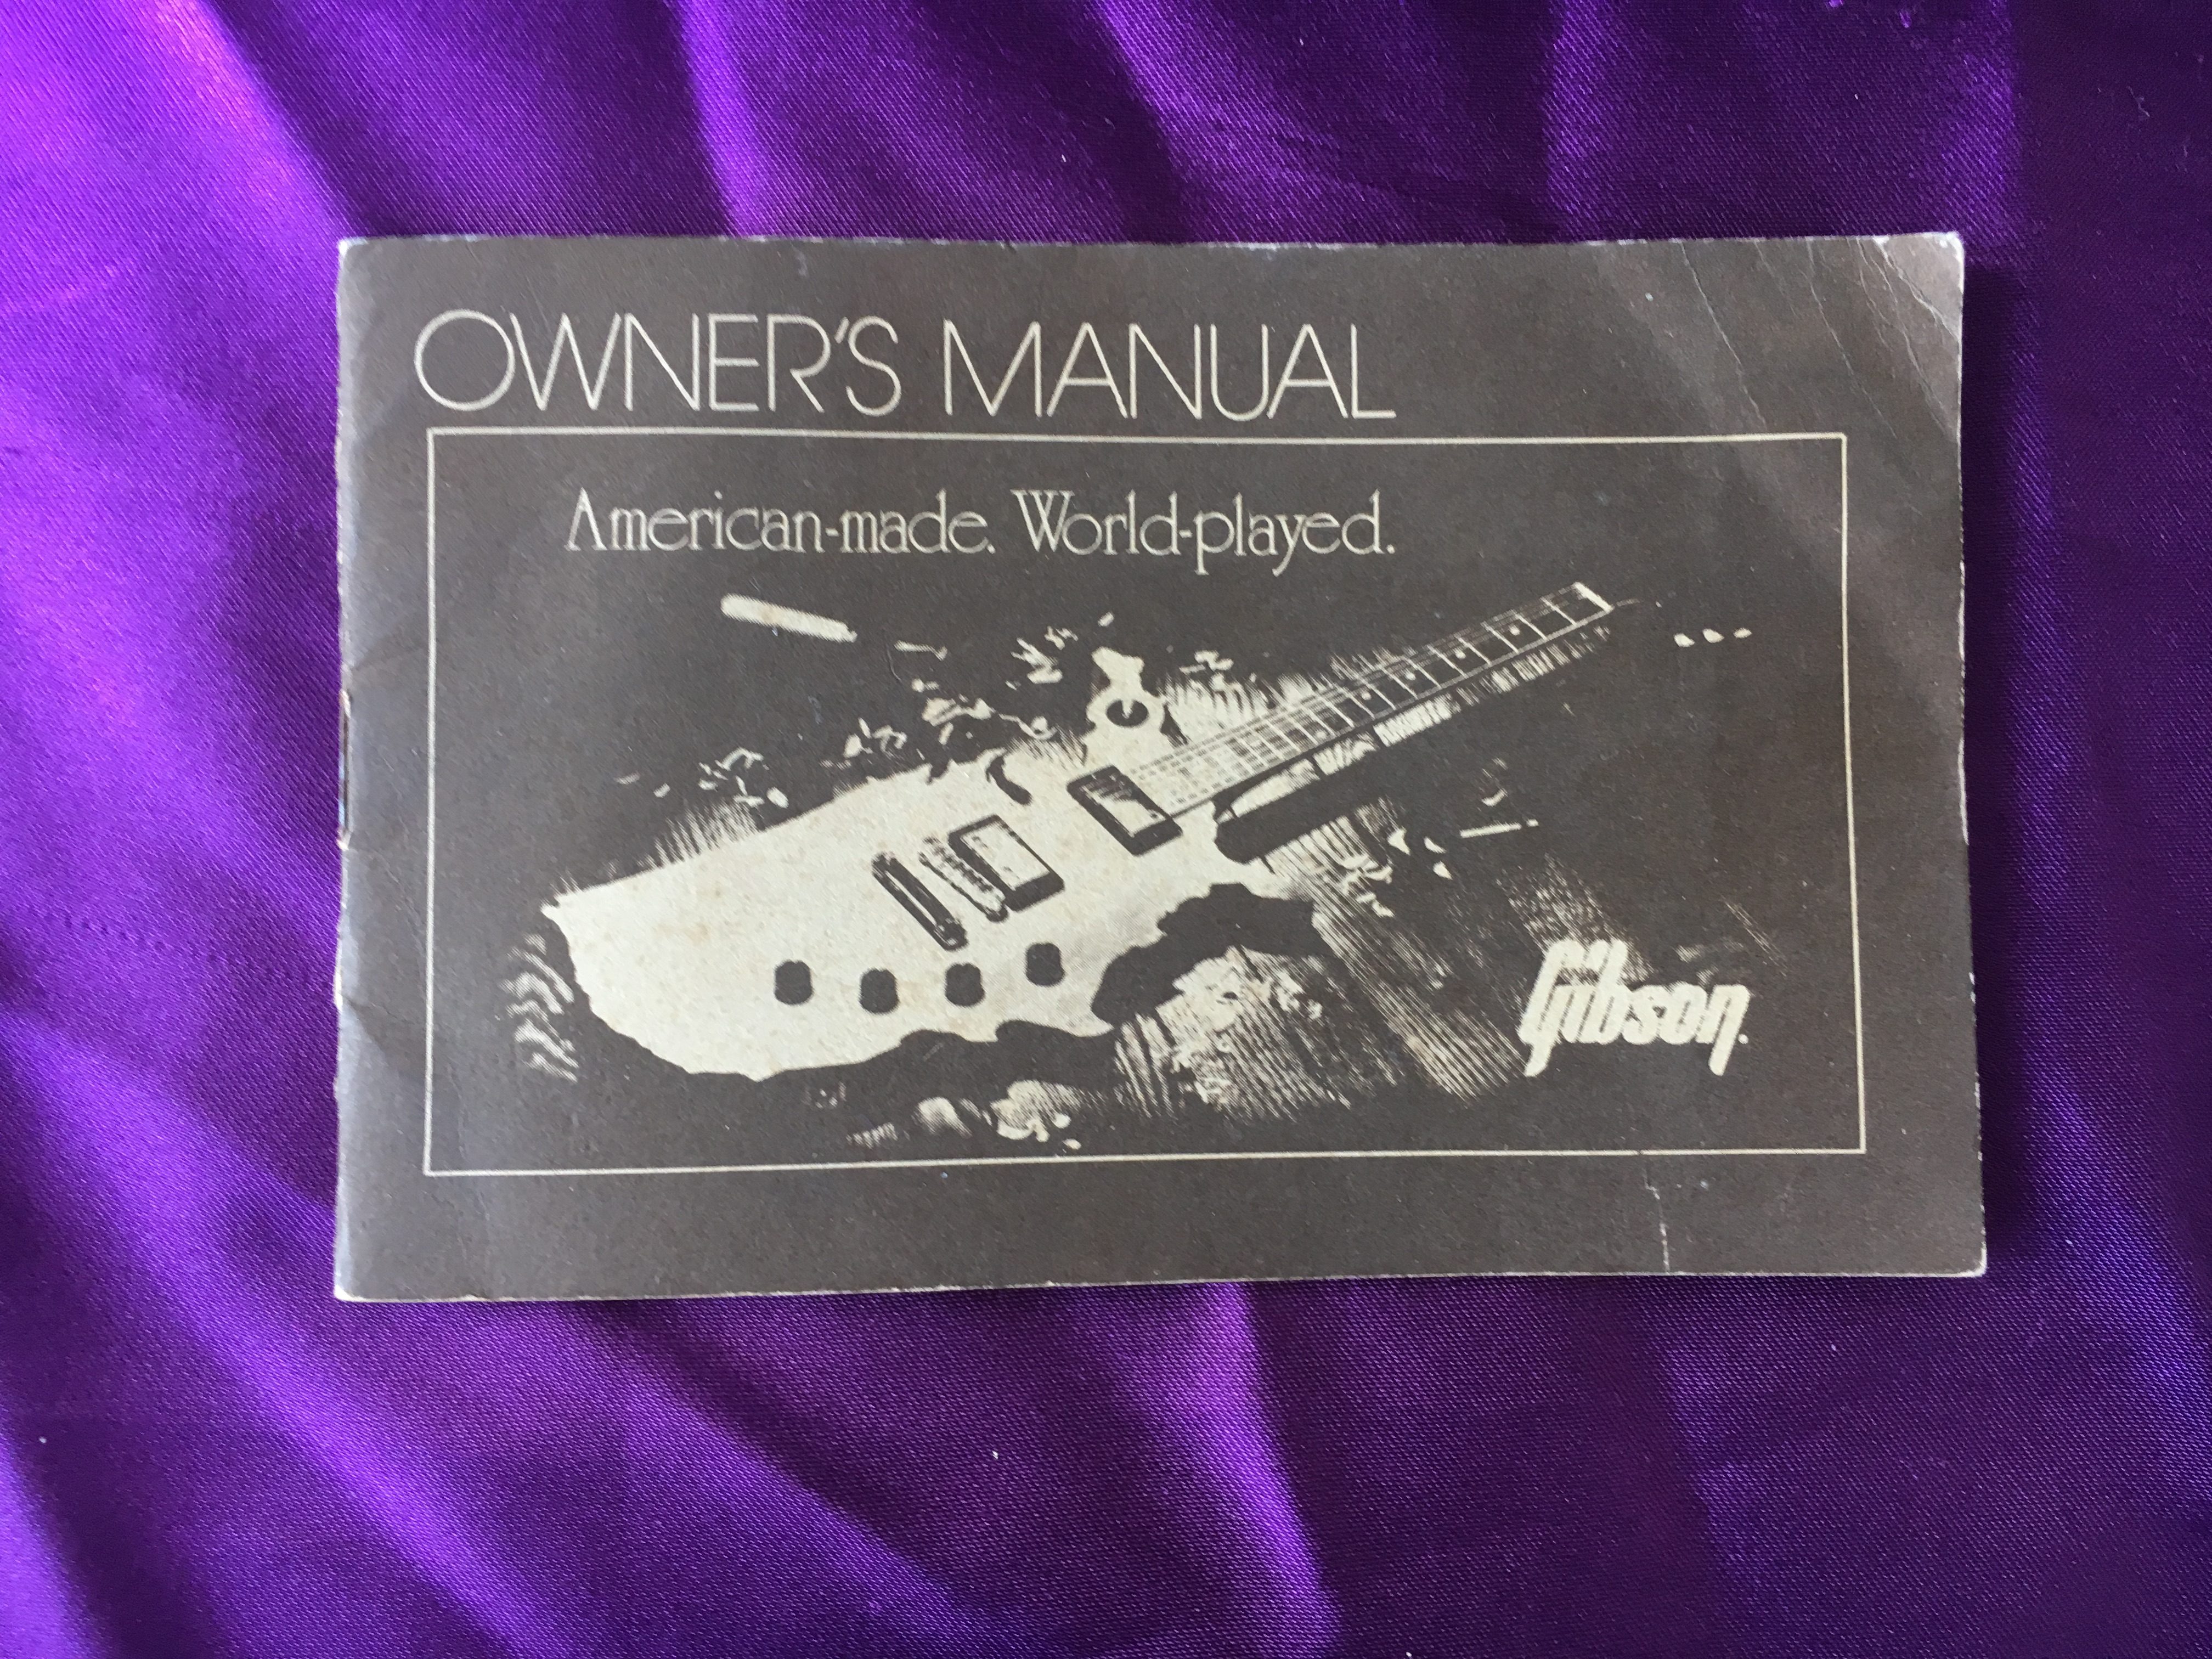 OWNER'S MANUAL
American-made. World-played.
Gibson.